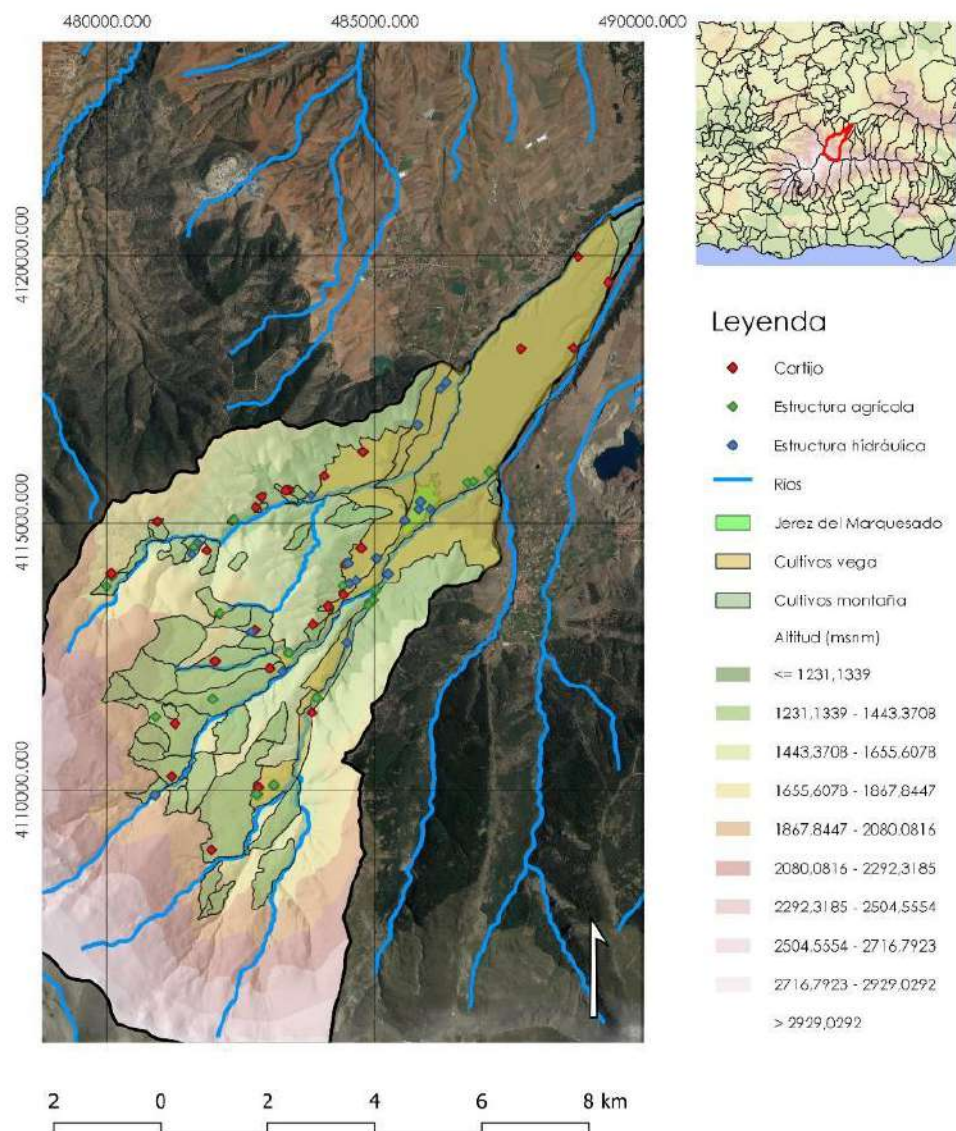 480000.000 485000.000 490000.000
4120000.000
4115000.000
4110000.000
Leyenda
Cortijo
Estructura agrícola
Estructura hidráulica
Ríos
Jerez del Marquesado
Cultivos vega
Cultivos montaña
Altitud (msnm)
<= 1231,1339
1231,1339 - 1443,3708
1443,3708 - 1655,6078
1655,6078 - 1867,8447
1867,8447 - 2080,0816
2080,0816 - 2292,3185
2292,3185 - 2504,5554
2504,5554 - 2716,7923
2716,7923 - 2929,0292
> 2929,0292
2 0 2 4 6 8 km